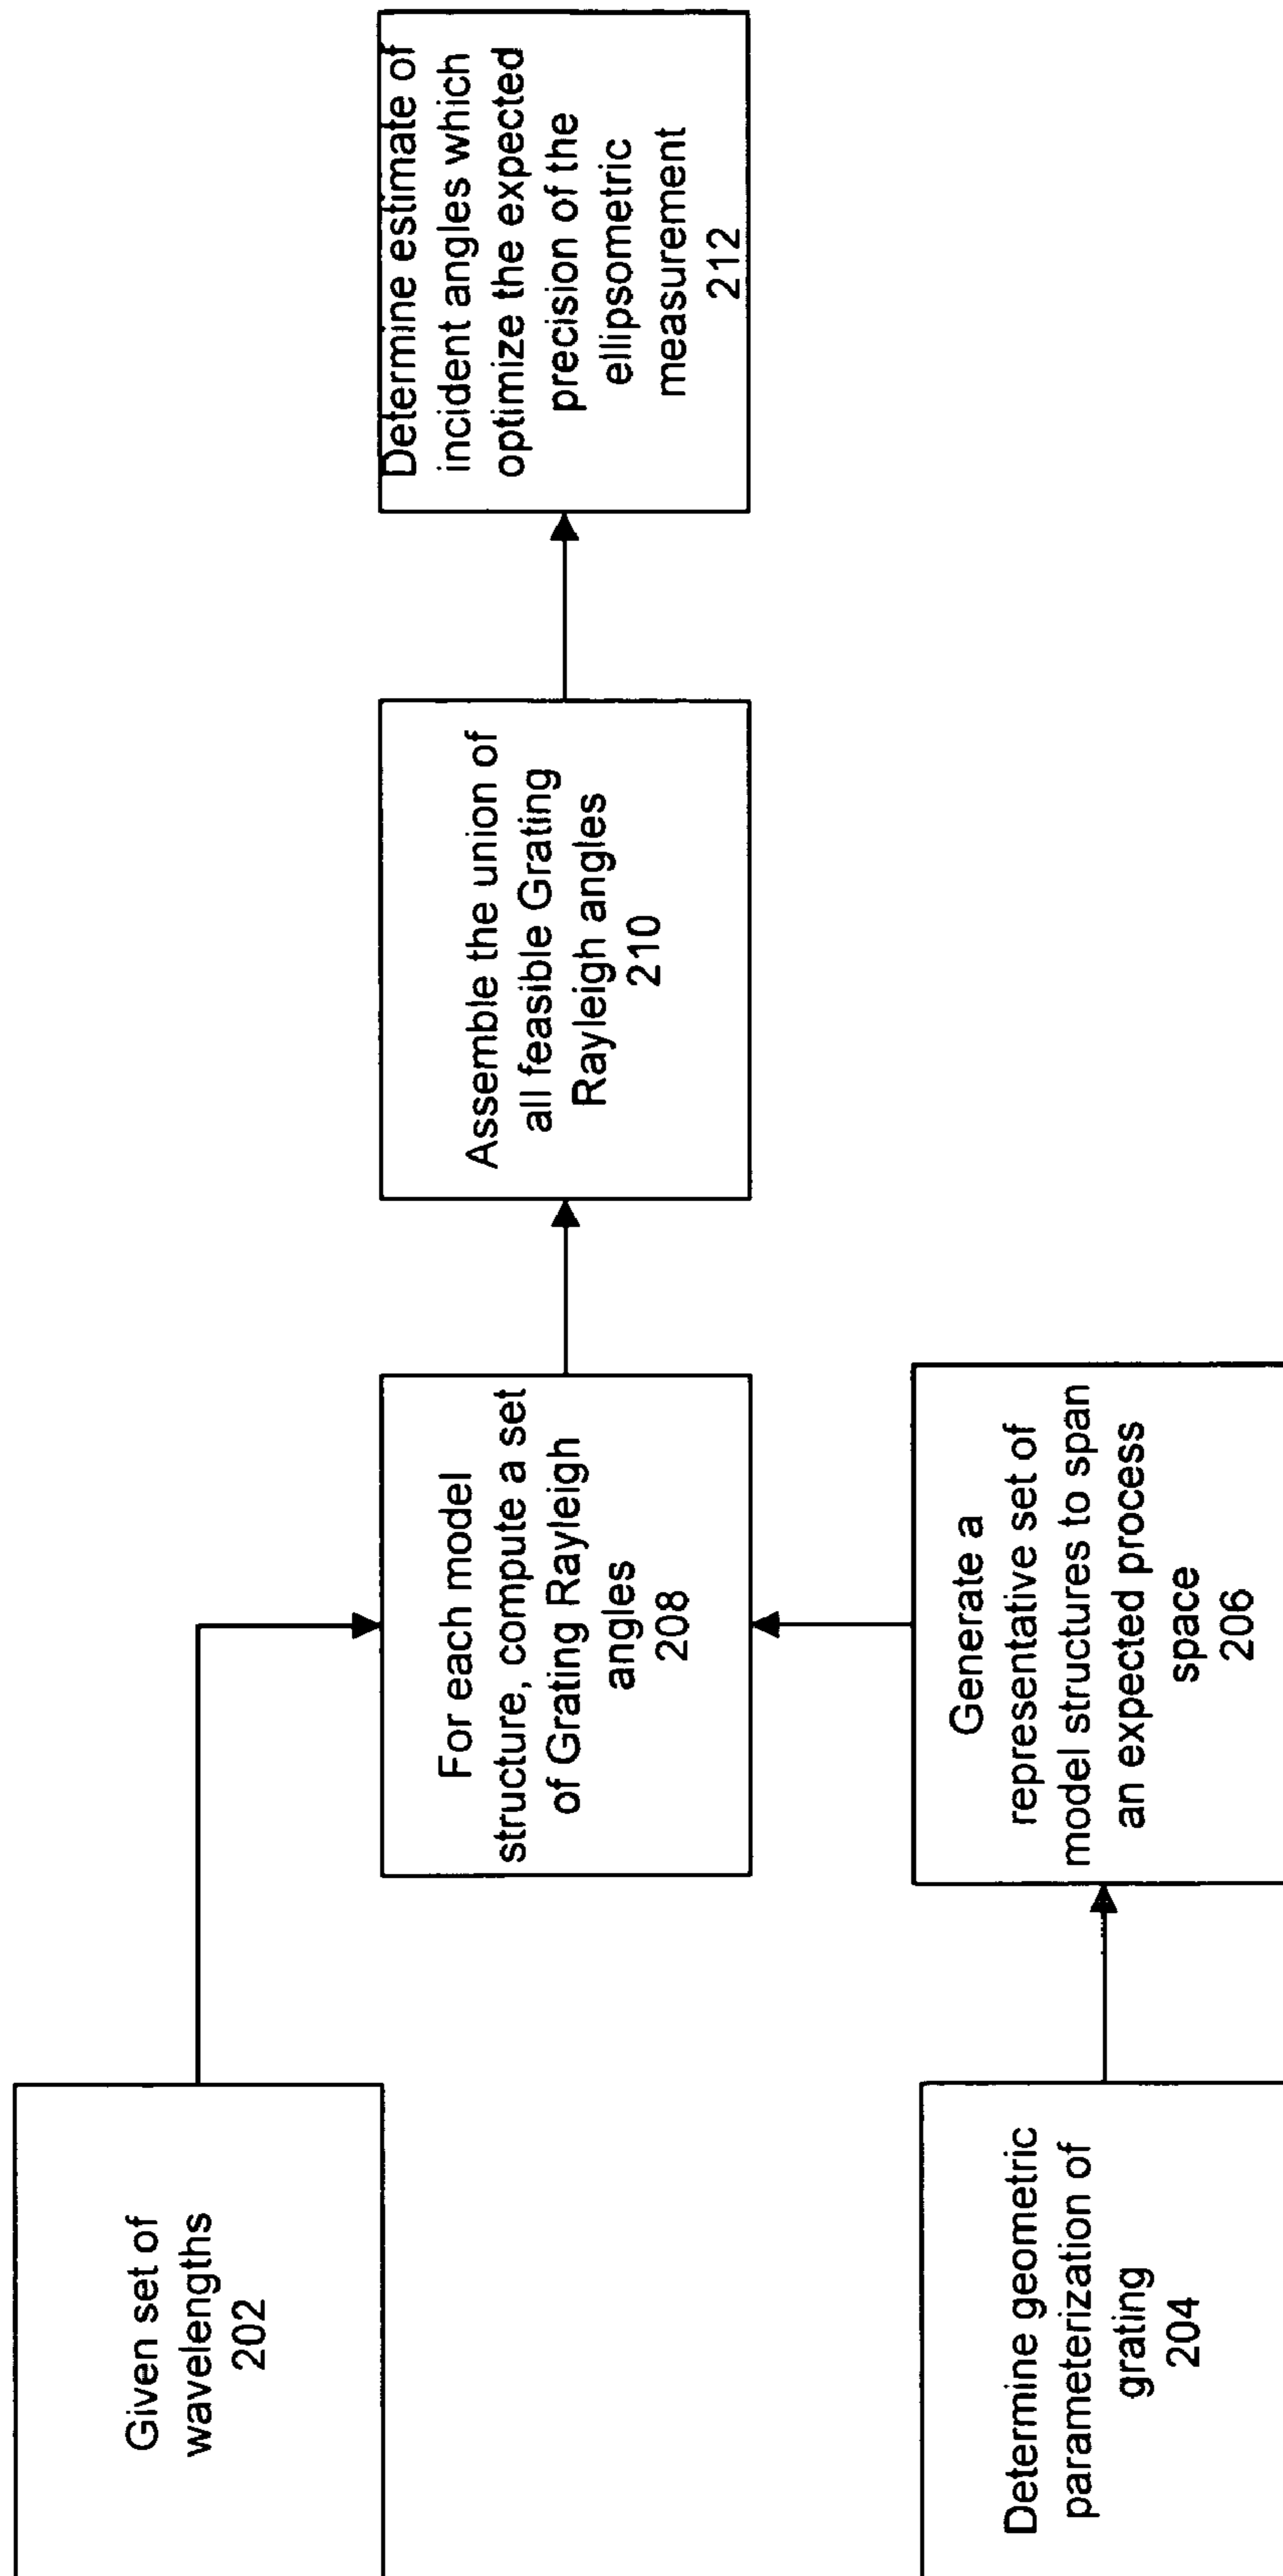 Given set of
wavelengths
202
Determine geometric
parameterization of
grating
204
Generate a
representative set of
model structures to span
an expected process
space
206
For each model
structure, compute a set
of Grating Rayleigh
angles
208
Assemble the union of
all feasible Grating
Rayleigh angles
210
Determine estimate of
incident angles which
optimize the expected
precision of the
ellipsometric
measurement
212